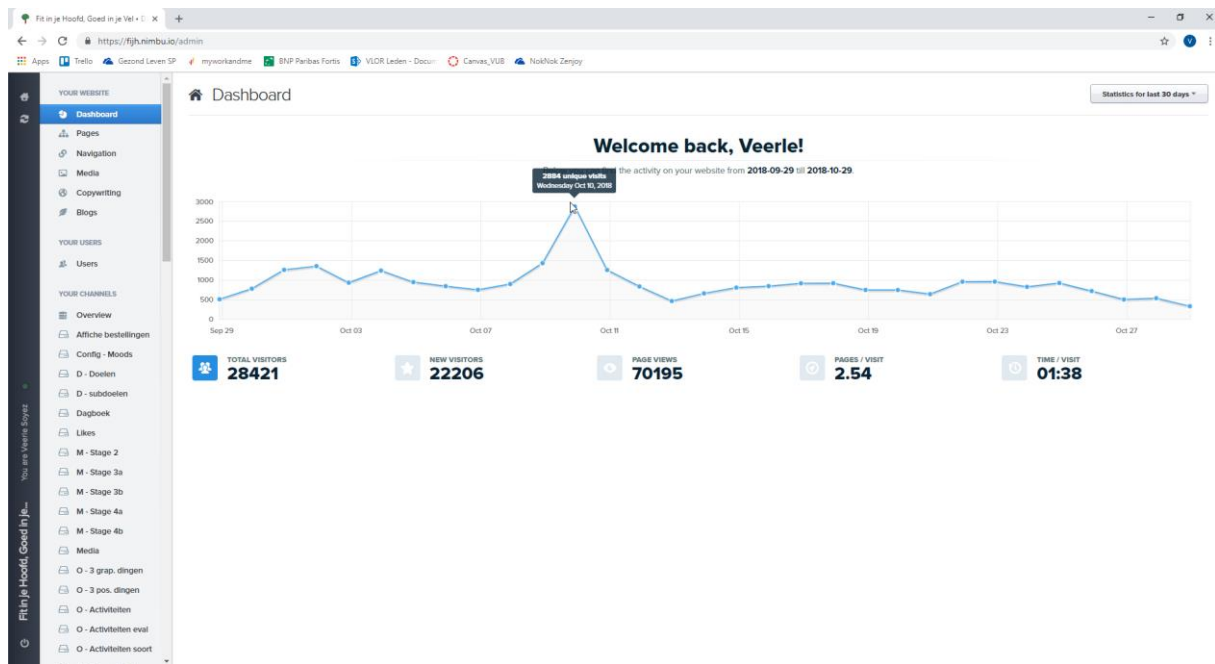 Fit in je Hoofd, Goed in je Vel •
https://fijh.nimbu.io/admin
V
Apps Trello Gezond Leven SP myworkandme BNP Paribas Fortis VLOR Leden - Docum Canvas_VUB NokNok Zenjoy
YOUR WEBSITE
Dashboard
Pages
Navigation
Media
Copywriting
Blogs
YOUR USERS
Users
YOUR CHANNELS
Overview
Affiche bestellingen
Config - Moods
D - Doelen
D - subdoelen
Dagboek
Likes
M - Stage 2
M - Stage 3a
M - Stage 3b
M - Stage 4a
M - Stage 4b
Media
O - 3 grap. dingen
O - 3 pos. dingen
O - Activiteiten
O - Activiteiten eval
O - Activiteiten soort
You are Veerle Soyez
Fit in je Hoofd, Goed in je...
Dashboard
Statistics for last 30 days
Welcome back, Veerle!
the activity on your website from 2018-09-29 till 2018-10-29.
2884 unique visits
Wednesday Oct 10, 2018
3000
2500
2000
1500
1000
500
0
Sep 29 Oct 03 Oct 07 Oct 11 Oct 15 Oct 19 Oct 23 Oct 27
TOTAL VISITORS
28421
NEW VISITORS
22206
PAGE VIEWS
70195
PAGES / VISIT
2.54
TIME / VISIT
01:38